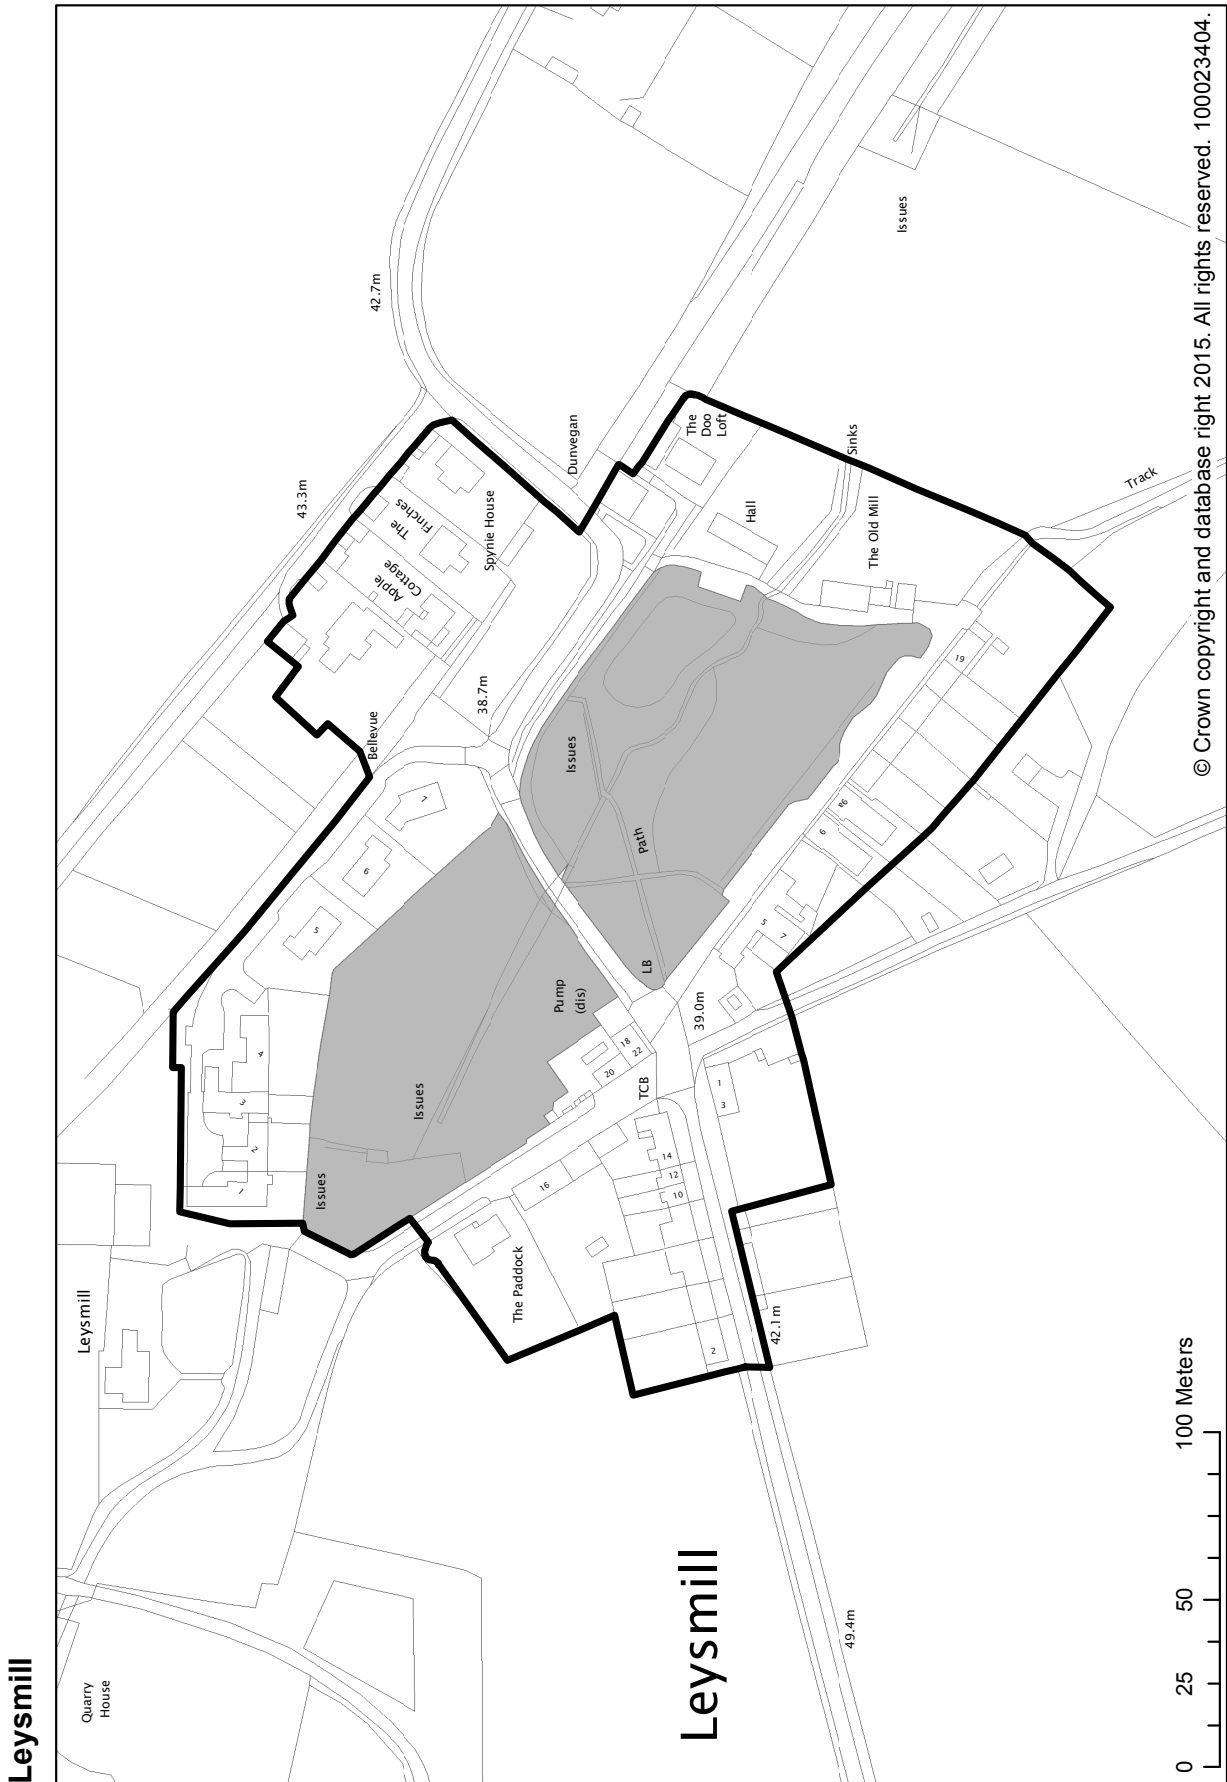 Leysmill
Quarry
House
Leysmill
Issues
1
2
3
4
5
6
7
Bellevue
43.3m
42.7m
Apple
Cottage
The
Finches
Spynie House
38.7m
Dunvegan
Issues
The Paddock
16
Pump
(dis)
Issues
Path
LB
18
22
20
TCB
14
12
10
2
1
3
39.0m
42.1m
49.4m
Leysmill
The
Doo
Loft
Hall
Sinks
The Old Mill
Issues
Track
5
7
6
9a
19
0
25
50
100 Meters
© Crown copyright and database right 2015. All rights reserved. 100023404.